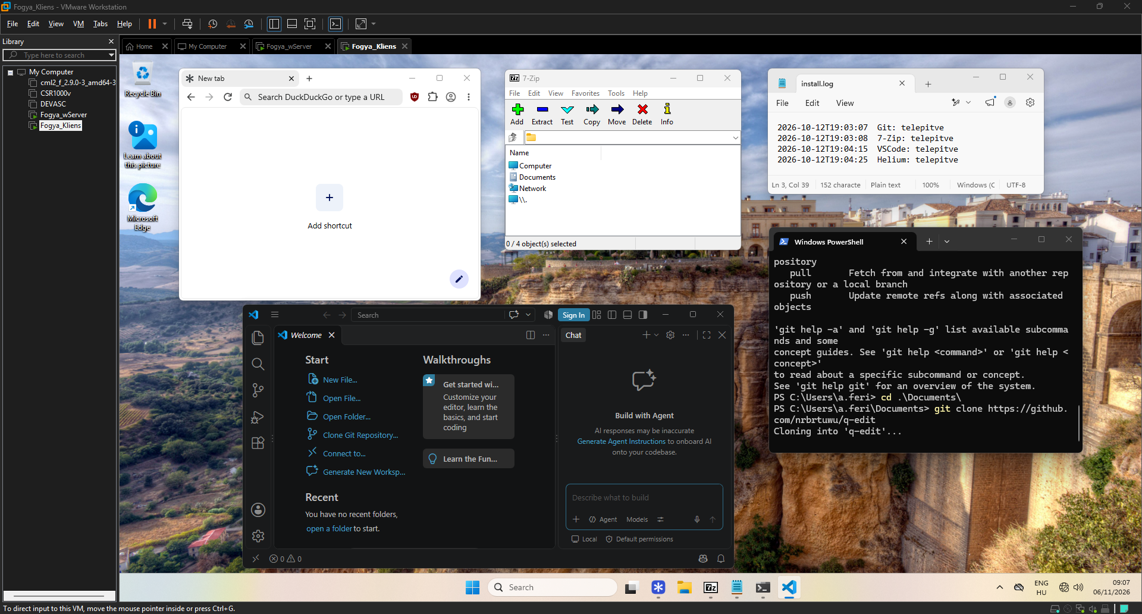 Fogya_Kliens - VMware Workstation
File Edit View VM Tabs Help
Library
Type here to search
My Computer
cml2_f_2.9.0-3_amd64-3
CSR1000v
DEVASC
Fogya_wServer
Fogya_Kliens
Home
My Computer
Fogya_wServer
Fogya_Kliens
Recycle Bin
Learn about
this picture
Microsoft
Edge
New tab
Search DuckDuckGo or type a URL
Add shortcut
7-Zip
File Edit View Favorites Tools Help
Add Extract Test Copy Move Delete Info
Name
Computer
Documents
Network
\\.
0 / 4 object(s) selected
install.log
File Edit View
2026-10-12T19:03:07 Git: telepitve
2026-10-12T19:03:08 7-Zip: telepitve
2026-10-12T19:04:15 VSCode: telepitve
2026-10-12T19:04:25 Helium: telepitve
Ln 3, Col 39 152 characte Plain text 100% Windows (C UTF-8
Windows PowerShell
pository
pull Fetch from and integrate with another rep
ository or a local branch
push Update remote refs along with associated
objects
'git help -a' and 'git help -g' list available subcomma
nds and some
concept guides. See 'git help <command>' or 'git help <
concept>'
to read about a specific subcommand or concept.
See 'git help git' for an overview of the system.
PS C:\Users\a.feri> cd .\Documents\
PS C:\Users\a.feri\Documents> git clone https://github.
com/nrbrtuwu/q-edit
Cloning into 'q-edit'...
Search
Sign In
Welcome
Start
New File...
Open File...
Open Folder...
Clone Git Repository...
Connect to...
Generate New Worksp...
Recent
You have no recent folders,
open a folder to start.
Walkthroughs
Get started wi...
Customize your
editor, learn the
basics, and start
coding
Learn the Fun...
Chat
Build with Agent
AI responses may be inaccurate
Generate Agent Instructions to onboard AI
onto your codebase.
Describe what to build
Agent Models
Local Default permissions
0 0
Search
ENG
HU
09:07
06/11/2026
To direct input to this VM, move the mouse pointer inside or press Ctrl+G.